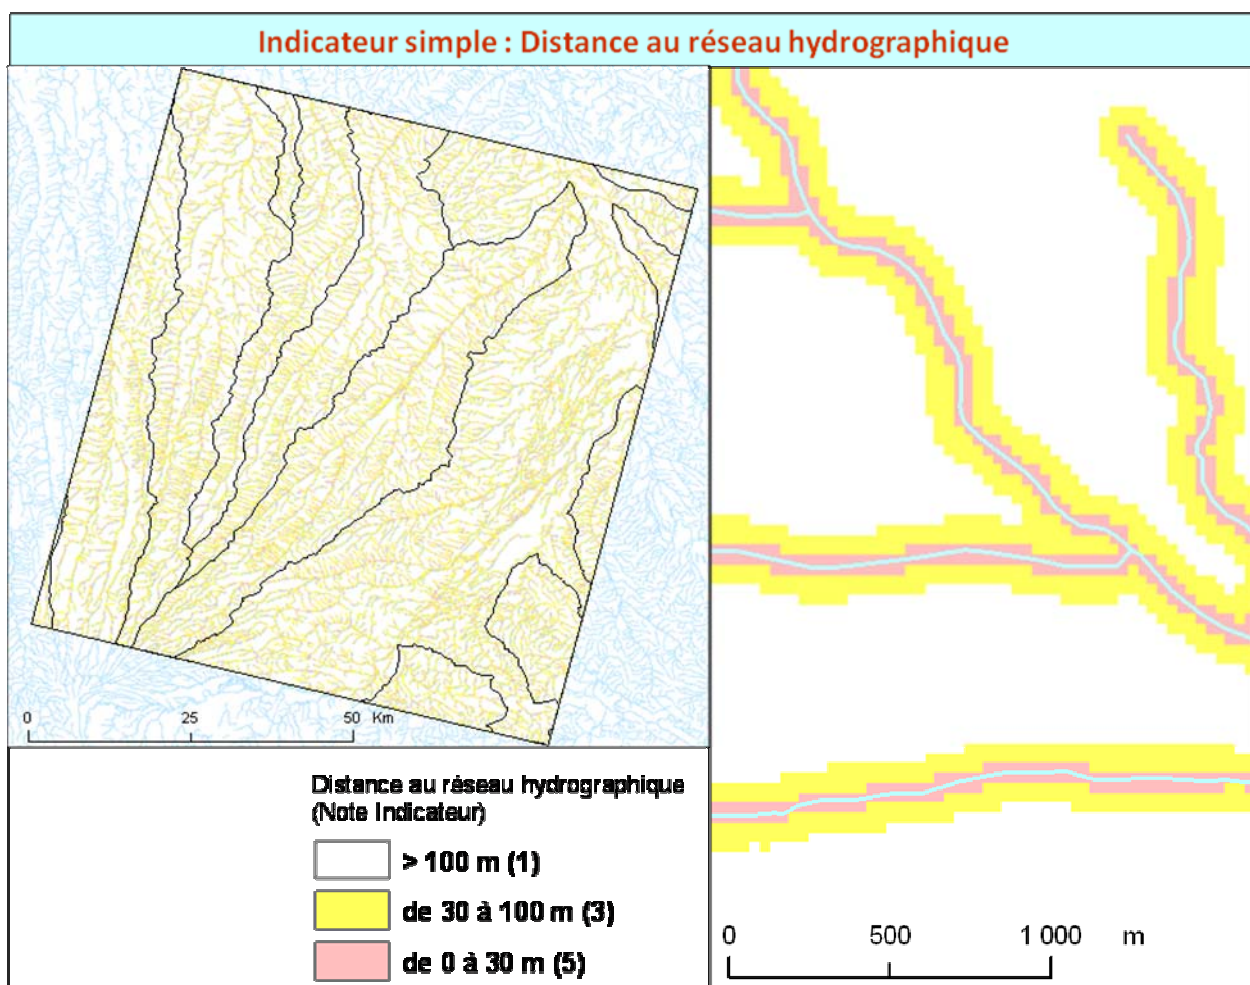 Indicateur simple : Distance au réseau hydrographique
0 25 50 Km
Distance au réseau hydrographique
(Note Indicateur)
> 100 m (1)
de 30 à 100 m (3)
de 0 à 30 m (5)
0 500 1 000 m